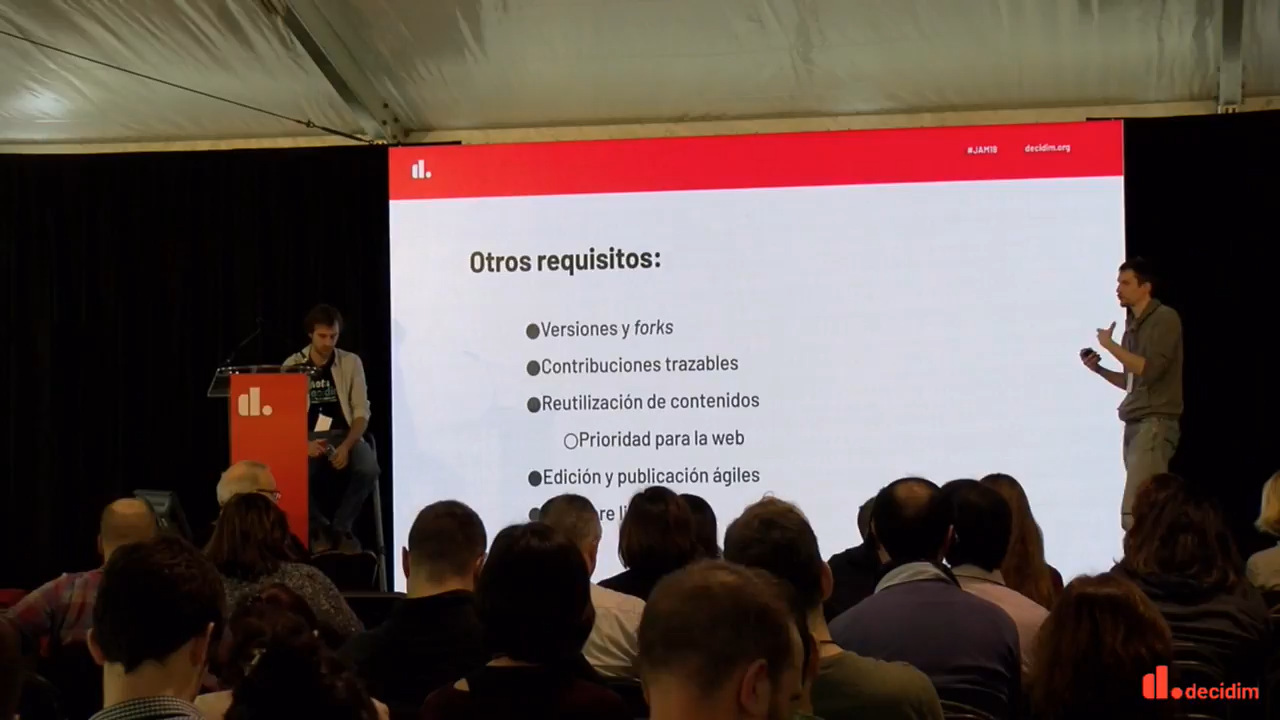 d.
#JAM19
decidim.org
Otros requisitos:
●Versiones y forks
●Contribuciones trazables
●Reutilización de contenidos
○Prioridad para la web
●Edición y publicación ágiles
d.
d.decidim